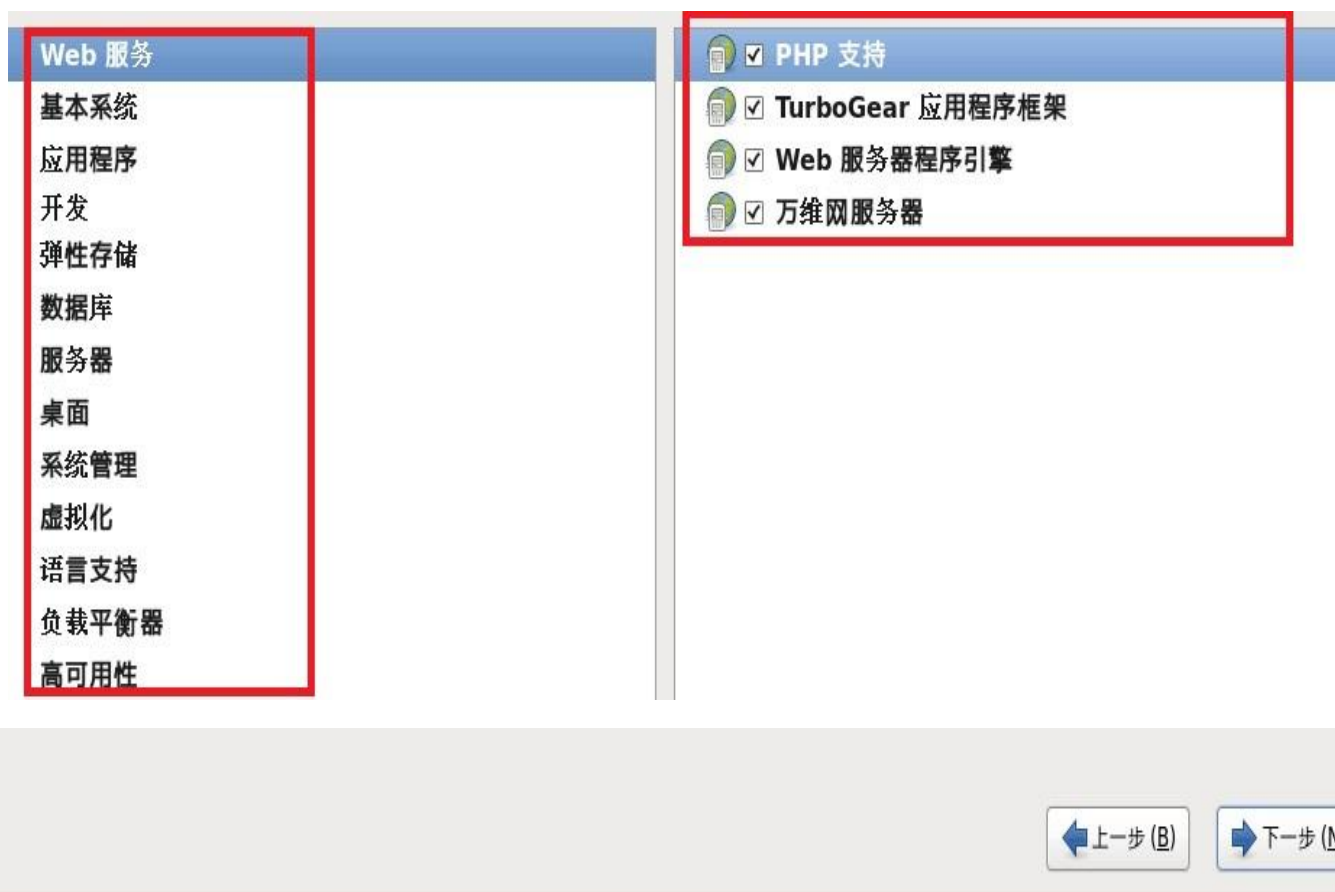 Web 服务
基本系统
应用程序
开发
弹性存储
数据库
服务器
桌面
系统管理
虚拟化
语言支持
负载平衡器
高可用性
PHP 支持
TurboGear 应用程序框架
Web 服务器程序引擎
万维网服务器
上一步(B)
下一步(N